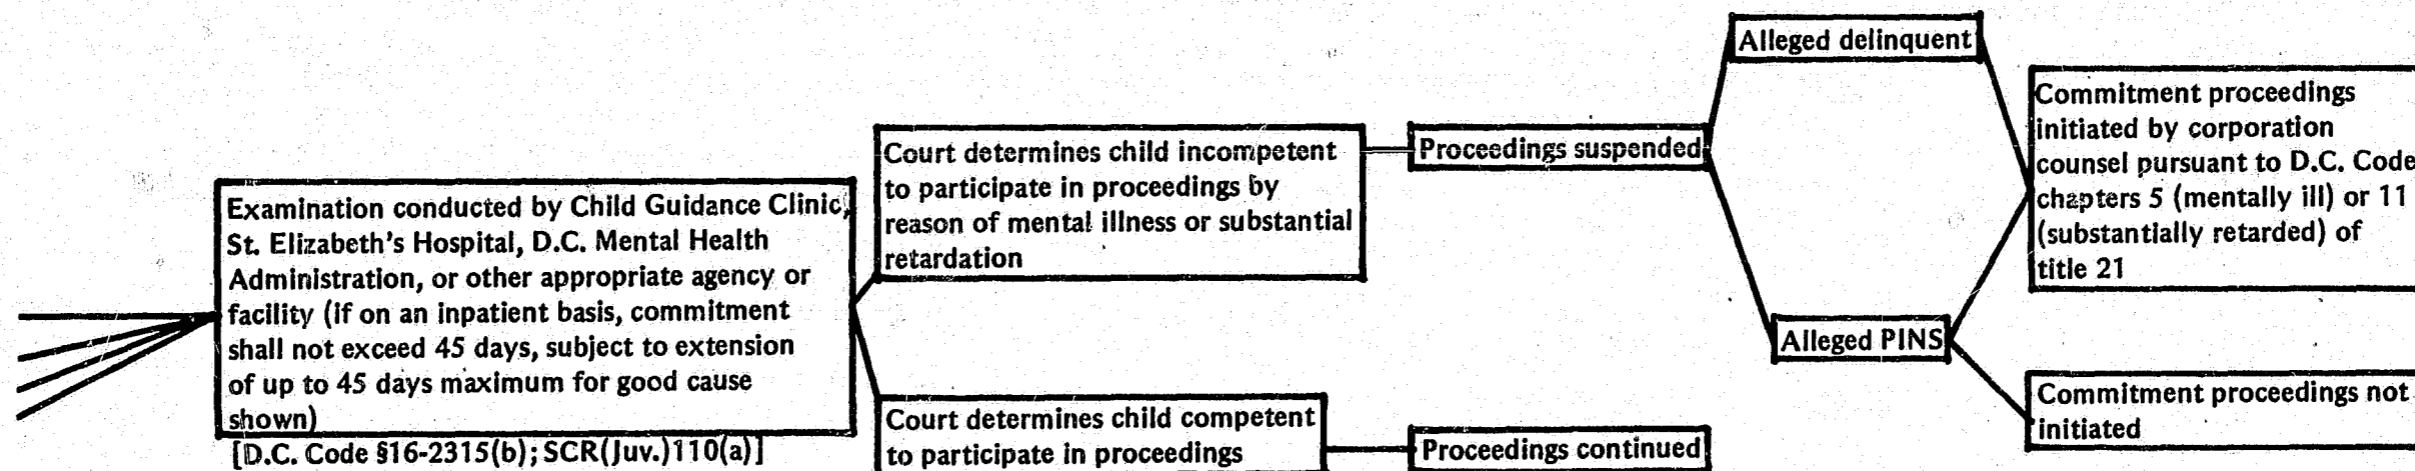 Examination conducted by Child Guidance Clinic,
St. Elizabeth's Hospital, D.C. Mental Health
Administration, or other appropriate agency or
facility (if on an inpatient basis, commitment
shall not exceed 45 days, subject to extension
of up to 45 days maximum for good cause
shown)
[D.C. Code §16-2315(b); SCR(Juv.)110(a)]
Court determines child incompetent
to participate in proceedings by
reason of mental illness or substantial
retardation
Court determines child competent
to participate in proceedings
Proceedings suspended
Proceedings continued
Alleged delinquent
Alleged PINS
Commitment proceedings
initiated by corporation
counsel pursuant to D.C. Code
chapters 5 (mentally ill) or 11
(substantially retarded) of
title 21
Commitment proceedings not
initiated